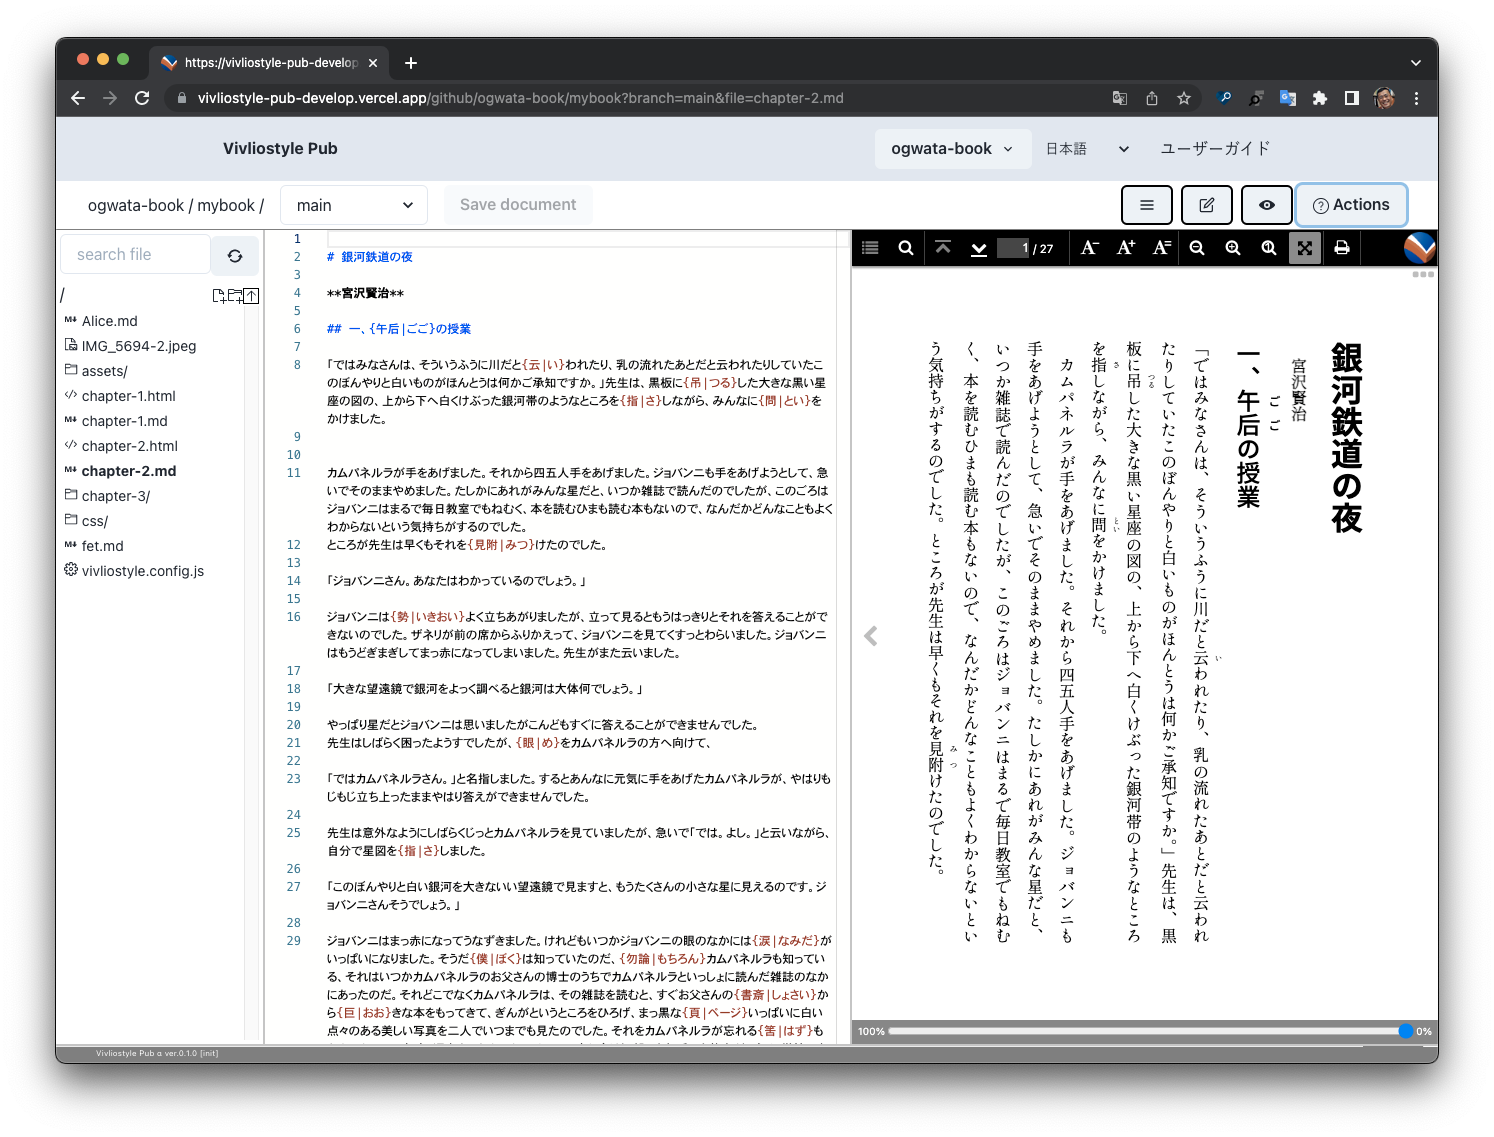 https://vivliostyle-pub-develop
vivliostyle-pub-develop.vercel.app/github/ogwata-book/mybook?branch=main&file=chapter-2.md
Vivliostyle Pub
ogwata-book
日本語
ユーザーガイド
ogwata-book / mybook /
main
Save document
Actions
search file
/
Alice.md
IMG_5694-2.jpeg
assets/
chapter-1.html
chapter-1.md
chapter-2.html
chapter-2.md
chapter-3/
css/
fet.md
vivliostyle.config.js
1
2 # 銀河鉄道の夜
3
4 **宮沢賢治**
5
6 ## 一、{午后|ごご}の授業
7
8 「ではみなさんは、そういうふうに川だと{云|い}われたり、乳の流れたあとだと云われたりしていたこ
のぼんやりと白いものがほんとうは何かご承知ですか。」先生は、黒板に{吊|つる}した大きな黒い星
座の図の、上から下へ白くけぶった銀河帯のようなところを{指|さ}しながら、みんなに{問|とい}を
かけました。
9
10
11 カムパネルラが手をあげました。それから四五人手をあげました。ジョバンニも手をあげようとして、急
いでそのままやめました。たしかにあれがみんな星だと、いつか雑誌で読んだのでしたが、このごろは
ジョバンニはまるで毎日教室でもねむく、本を読むひまも読む本もないので、なんだかどんなこともよく
わからないという気持ちがするのでした。
12 ところが先生は早くもそれを{見附|みつ}けたのでした。
13
14 「ジョバンニさん。あなたはわかっているのでしょう。」
15
16 ジョバンニは{勢|いきおい}よく立ちあがりましたが、立って見るともうはっきりとそれを答えることがで
きないのでした。ザネリが前の席からふりかえって、ジョバンニを見てくすっとわらいました。ジョバンニ
はもうどぎまぎしてまっ赤になってしまいました。先生がまた云いました。
17
18 「大きな望遠鏡で銀河をよっく調べると銀河は大体何でしょう。」
19
20 やっぱり星だとジョバンニは思いましたがこんどもすぐに答えることができませんでした。
21 先生はしばらく困ったようすでしたが、{眼|め}をカムパネルラの方へ向けて、
22
23 「ではカムパネルラさん。」と名指しました。するとあんなに元気に手をあげたカムパネルラが、やはりも
じもじ立ち上ったままやはり答えができませんでした。
24
25 先生は意外なようにしばらくじっとカムパネルラを見ていましたが、急いで「では。よし。」と云いながら、
自分で星図を{指|さ}しました。
26
27 「このぼんやりと白い銀河を大きないい望遠鏡で見ますと、もうたくさんの小さな星に見えるのです。ジ
ョバンニさんそうでしょう。」
28
29 ジョバンニはまっ赤になってうなずきました。けれどもいつかジョバンニの眼のなかには{涙|なみだ}が
いっぱいになりました。そうだ{僕|ぼく}は知っていたのだ、{勿論|もちろん}カムパネルラも知ってい
る、それはいつかカムパネルラのお父さんの博士のうちでカムパネルラといっしょに読んだ雑誌のなか
にあったのだ。それどこでなくカムパネルラは、その雑誌を読むと、すぐお父さんの{書斎|しょさい}か
ら{巨|おお}きな本をもってきて、ぎんがというところをひろげ、まっ黒な{頁|ページ}いっぱいに白い
点々のある美しい写真を二人でいつまでも見たのでした。それをカムパネルラが忘れる{筈|はず}も
1 / 27
銀河鉄道の夜
宮沢賢治
ごご
一、午后の授業
「ではみなさんは、そういうふうに川だと云われたり、乳の流れたあとだと云われ
い
たりしていたこのぼんやりと白いものがほんとうは何かご承知ですか。」先生は、黒
板に吊した大きな黒い星座の図の、上から下へ白くけぶった銀河帯のようなところ
つる
を指しながら、みんなに問をかけました。
さ
とい
カムパネルラが手をあげました。それから四五人手をあげました。ジョバンニも
手をあげようとして、急いでそのままやめました。たしかにあれがみんな星だと、
いつか雑誌で読んだのでしたが、このごろはジョバンニはまるで毎日教室でもねむ
く、本を読むひまも読む本もないので、なんだかどんなこともよくわからないとい
う気持ちがするのでした。ところが先生は早くもそれを見附けたのでした。
みつ
100%
0%
Vivliostyle Pub α ver.0.1.0 [init]